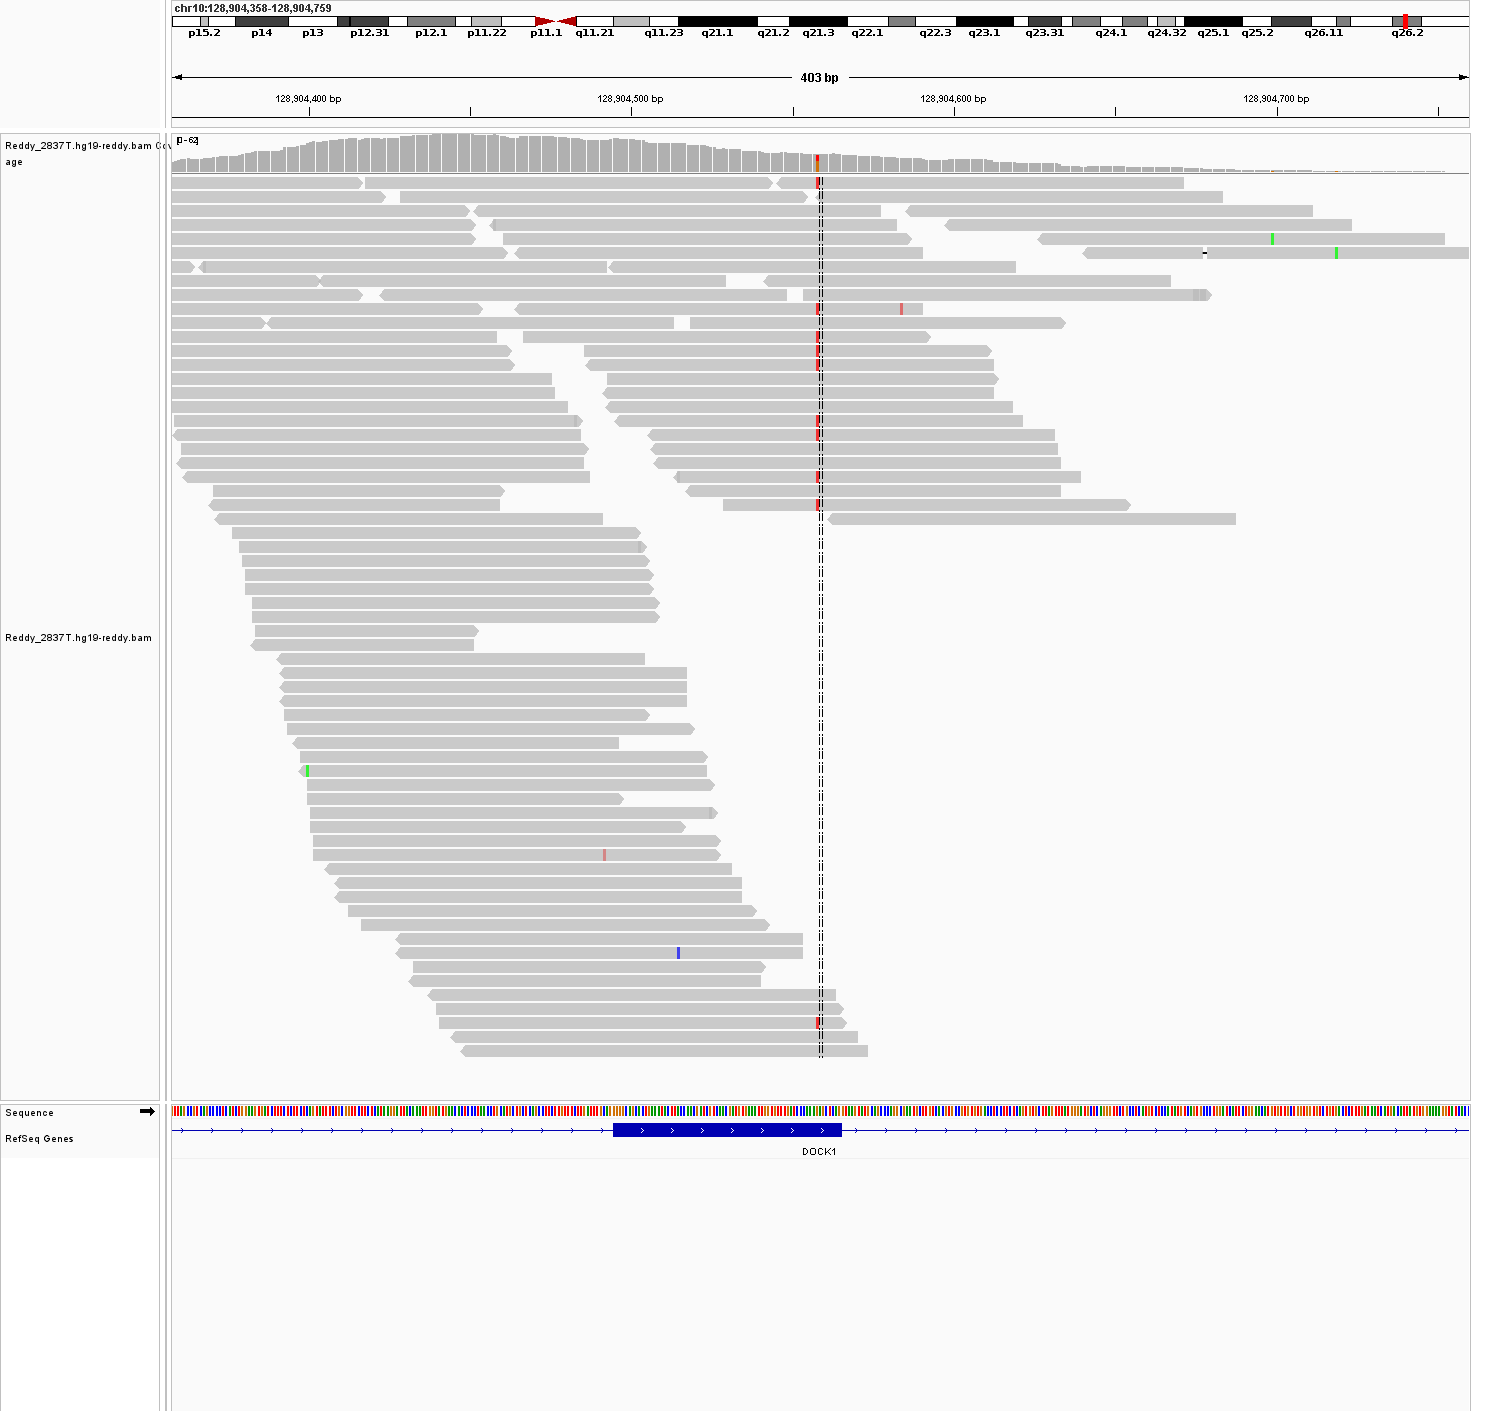 chr10:128,904,358-128,904,759
p15.2 p14 p13 p12.31 p12.1 p11.22 p11.1 q11.21 q11.23 q21.1 q21.2 q21.3 q22.1 q22.3 q23.1 q23.31 q24.1 q24.32 q25.1 q25.2 q26.11 q26.2
403 bp
128,904,400 bp 128,904,500 bp 128,904,600 bp 128,904,700 bp
[0-62]
Reddy_2837T.hg19-reddy.bam Cov
age
Reddy_2837T.hg19-reddy.bam
Sequence
RefSeq Genes
DOCK1